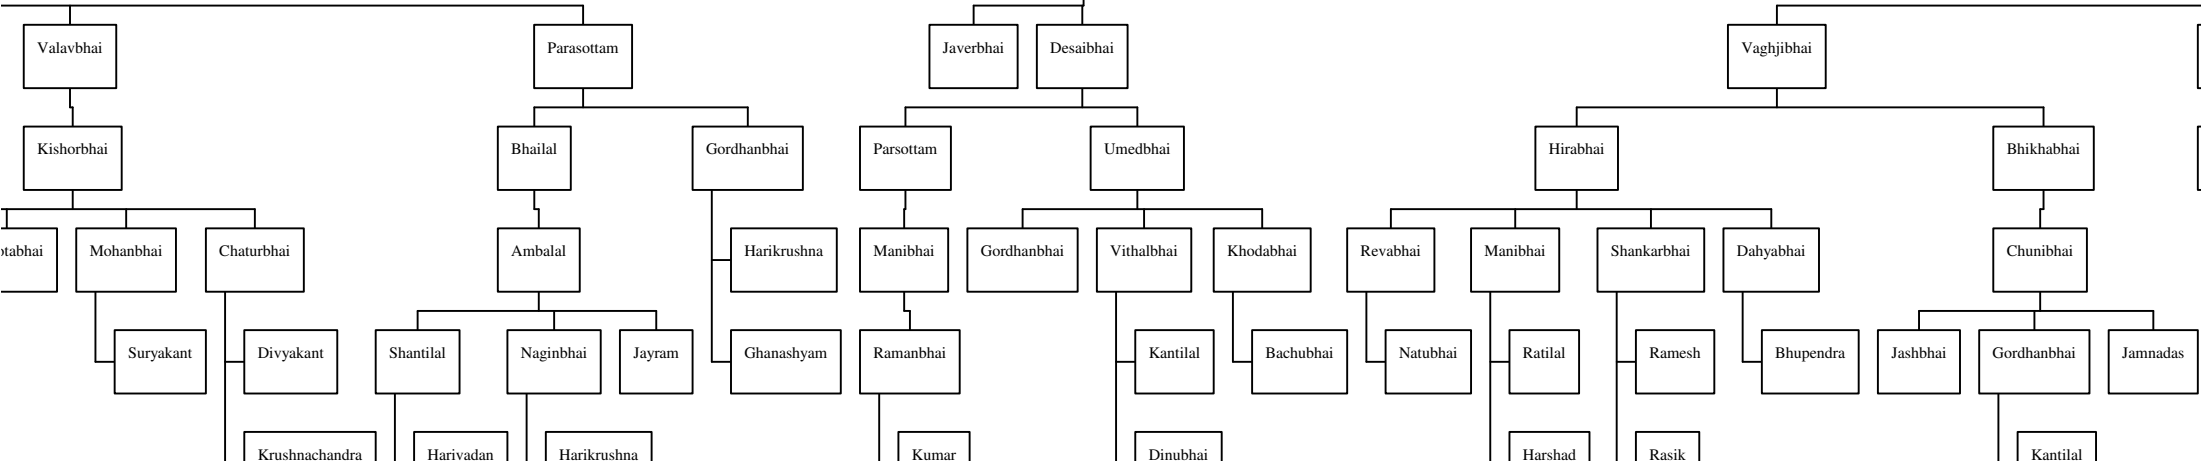 Valavbhai
Parasottam
Javerbhai
Desaibhai
Vaghjibhai
Kishorbhai
Bhailal
Gordhanbhai
Parsottam
Umedbhai
Hirabhai
Bhikhabhai
Mohanbhai
Chaturbhai
Ambalal
Harikrushna
Manibhai
Gordhanbhai
Vithalbhai
Khodabhai
Revabhai
Manibhai
Shankarbhai
Dahyabhai
Chunibhai
Suryakant
Divyakant
Shantilal
Naginbhai
Jayram
Ghanashyam
Ramanbhai
Kantilal
Bachubhai
Natubhai
Ratilal
Ramesh
Bhupendra
Jashbhai
Gordhanbhai
Jamnadas
Krushnachandra
Harivadan
Harikrushna
Kumar
Dinubhai
Harshad
Rasik
Kantilal